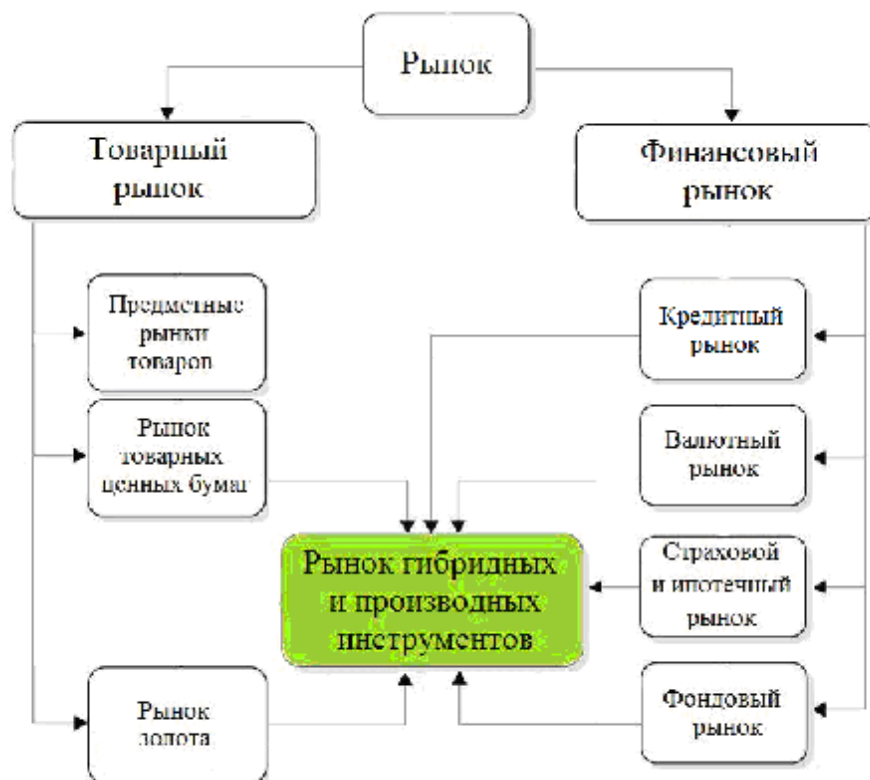 Рынок
Товарный
рынок
Финансовый
рынок
Предметные
рынки
товаров
Кредитный
рынок
Рынок
товарных
ценных бумаг
Валютный
рынок
Рынок гибридных
и производных
инструментов
Страховой
и ипотечный
рынок
Рынок
золота
Фондовый
рынок